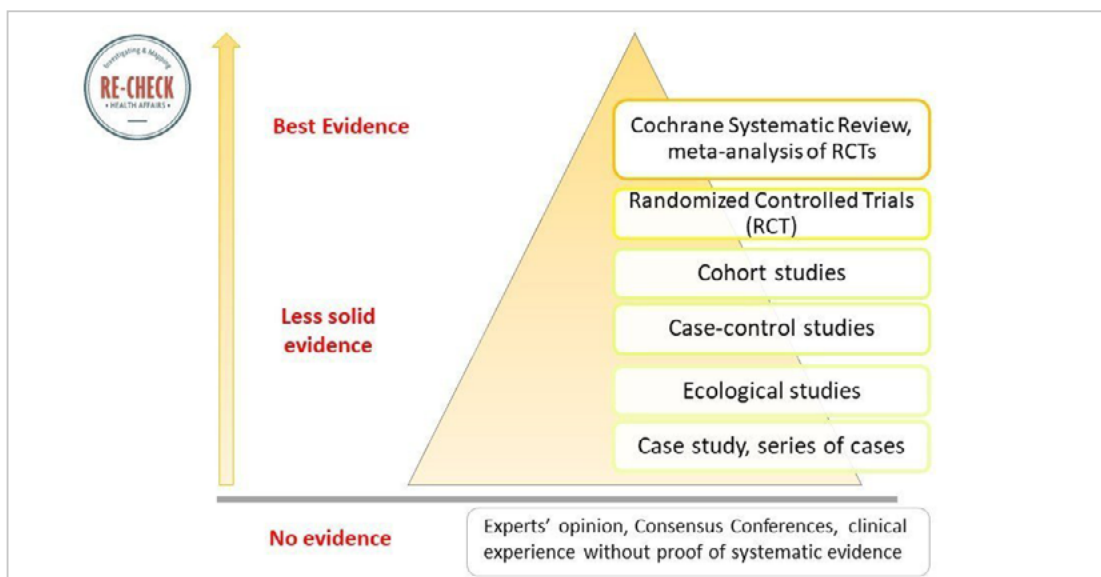 Investigating & Mapping
RE-CHECK
• HEALTH AFFAIRS •
Best Evidence
Cochrane Systematic Review,
meta-analysis of RCTs
Randomized Controlled Trials
(RCT)
Cohort studies
Less solid
evidence
Case-control studies
Ecological studies
Case study, series of cases
No evidence
Experts' opinion, Consensus Conferences, clinical
experience without proof of systematic evidence